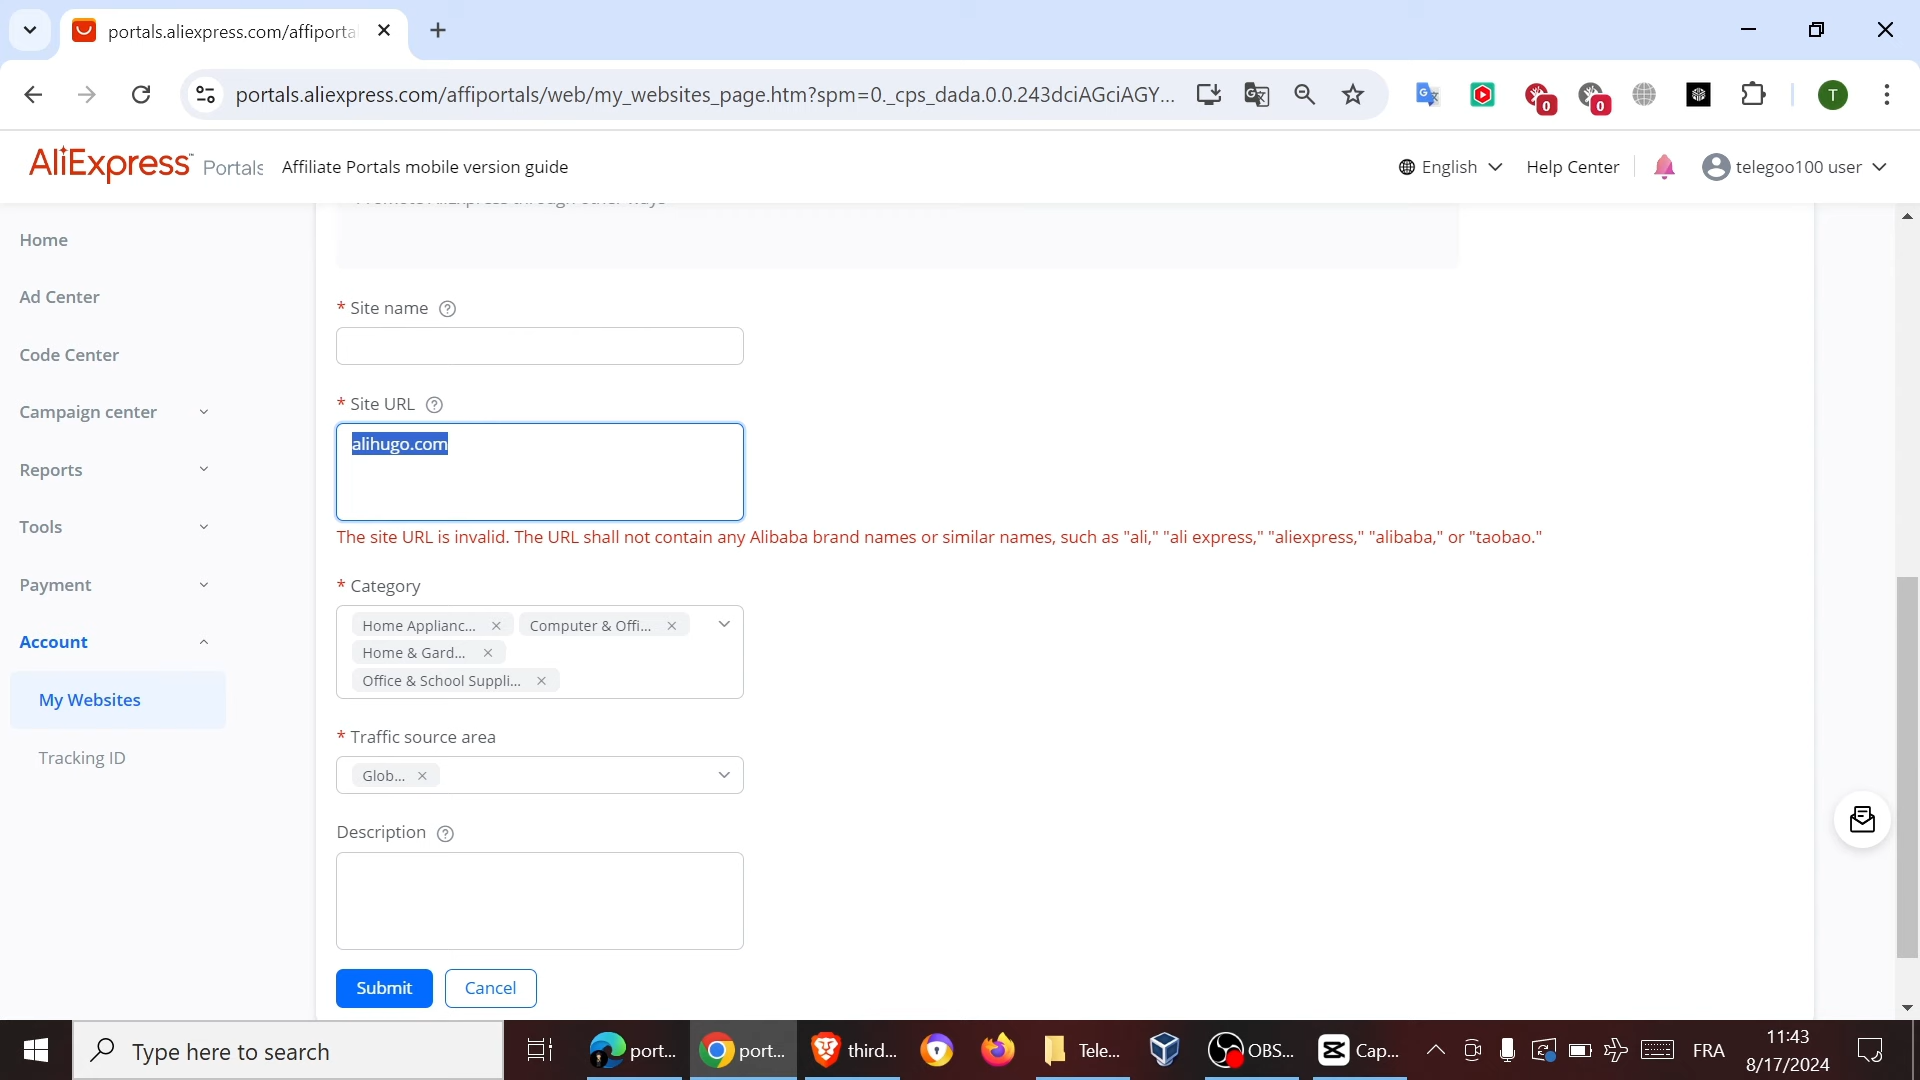 portals.aliexpress.com/affiporta
portals.aliexpress.com/affiportals/web/my_websites_page.htm?spm=0._cps_dada.0.0.243dciAGciAGY...
0
0
T
AliExpress Portals
Affiliate Portals mobile version guide
English
Help Center
telegoo100 user
Home
Ad Center
Code Center
Campaign center
Reports
Tools
Payment
Account
My Websites
Tracking ID
* Site name
* Site URL
alihugo.com
The site URL is invalid. The URL shall not contain any Alibaba brand names or similar names, such as "ali," "ali express," "aliexpress," "alibaba," or "taobao."
* Category
Home Applianc...
Computer & Offi...
Home & Gard...
Office & School Suppli...
* Traffic source area
Glob...
Description
Submit
Cancel
Type here to search
port...
port...
third...
Tele...
OBS...
Cap...
FRA
11:43
8/17/2024